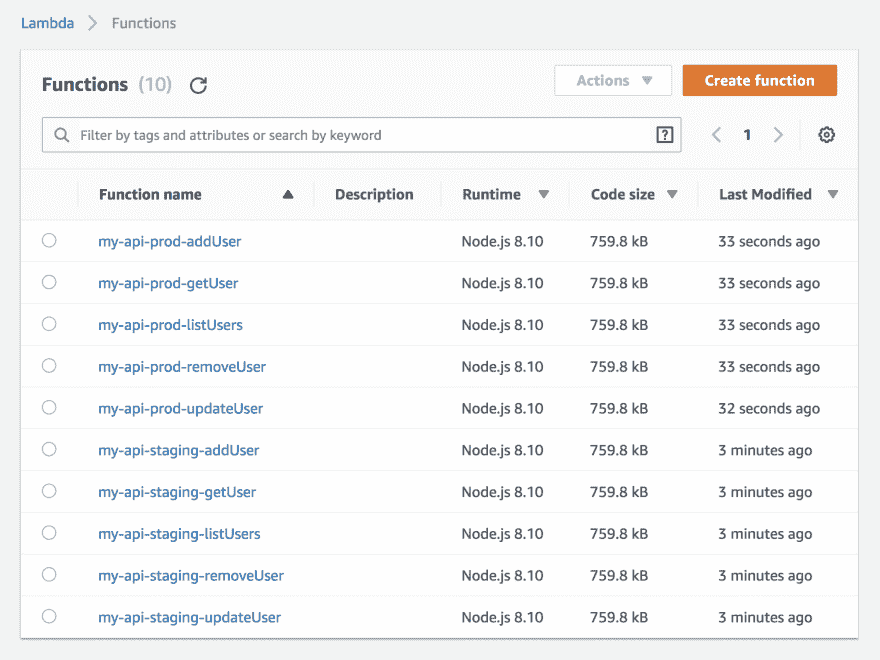 Lambda > Functions
Functions (10)
Actions
Create function
Filter by tags and attributes or search by keyword
?
1
Function name Description Runtime Code size Last Modified
my-api-prod-addUser Node.js 8.10 759.8 kB 33 seconds ago
my-api-prod-getUser Node.js 8.10 759.8 kB 33 seconds ago
my-api-prod-listUsers Node.js 8.10 759.8 kB 33 seconds ago
my-api-prod-removeUser Node.js 8.10 759.8 kB 33 seconds ago
my-api-prod-updateUser Node.js 8.10 759.8 kB 32 seconds ago
my-api-staging-addUser Node.js 8.10 759.8 kB 3 minutes ago
my-api-staging-getUser Node.js 8.10 759.8 kB 3 minutes ago
my-api-staging-listUsers Node.js 8.10 759.8 kB 3 minutes ago
my-api-staging-removeUser Node.js 8.10 759.8 kB 3 minutes ago
my-api-staging-updateUser Node.js 8.10 759.8 kB 3 minutes ago